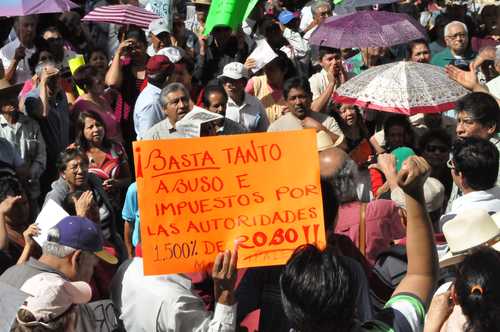 ¡BASTA TANTO
ABUSO E
IMPUESTOS POR
LAS AUTORIDADES
1.500% DE ROBO!!